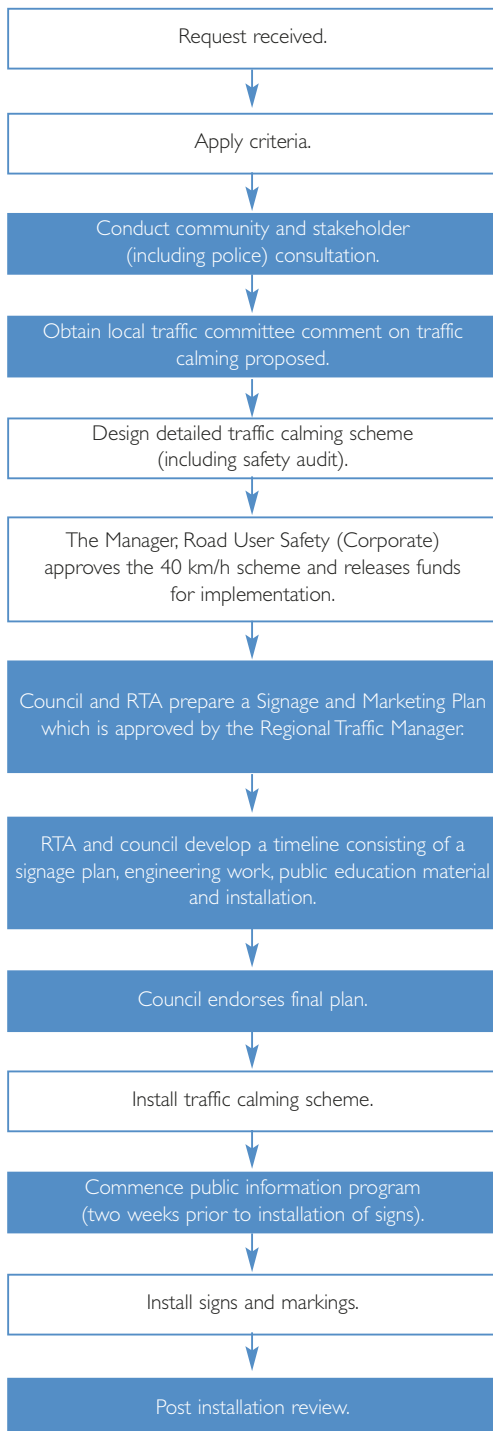 Request received.
Apply criteria.
Conduct community and stakeholder
(including police) consultation.
Obtain local traffic committee comment on traffic
calming proposed.
Design detailed traffic calming scheme
(including safety audit).
The Manager, Road User Safety (Corporate)
approves the 40 km/h scheme and releases funds
for implementation.
Council and RTA prepare a Signage and Marketing Plan
which is approved by the Regional Traffic Manager.
RTA and council develop a timeline consisting of a
signage plan, engineering work, public education material
and installation.
Council endorses final plan.
Install traffic calming scheme.
Commence public information program
(two weeks prior to installation of signs).
Install signs and markings.
Post installation review.